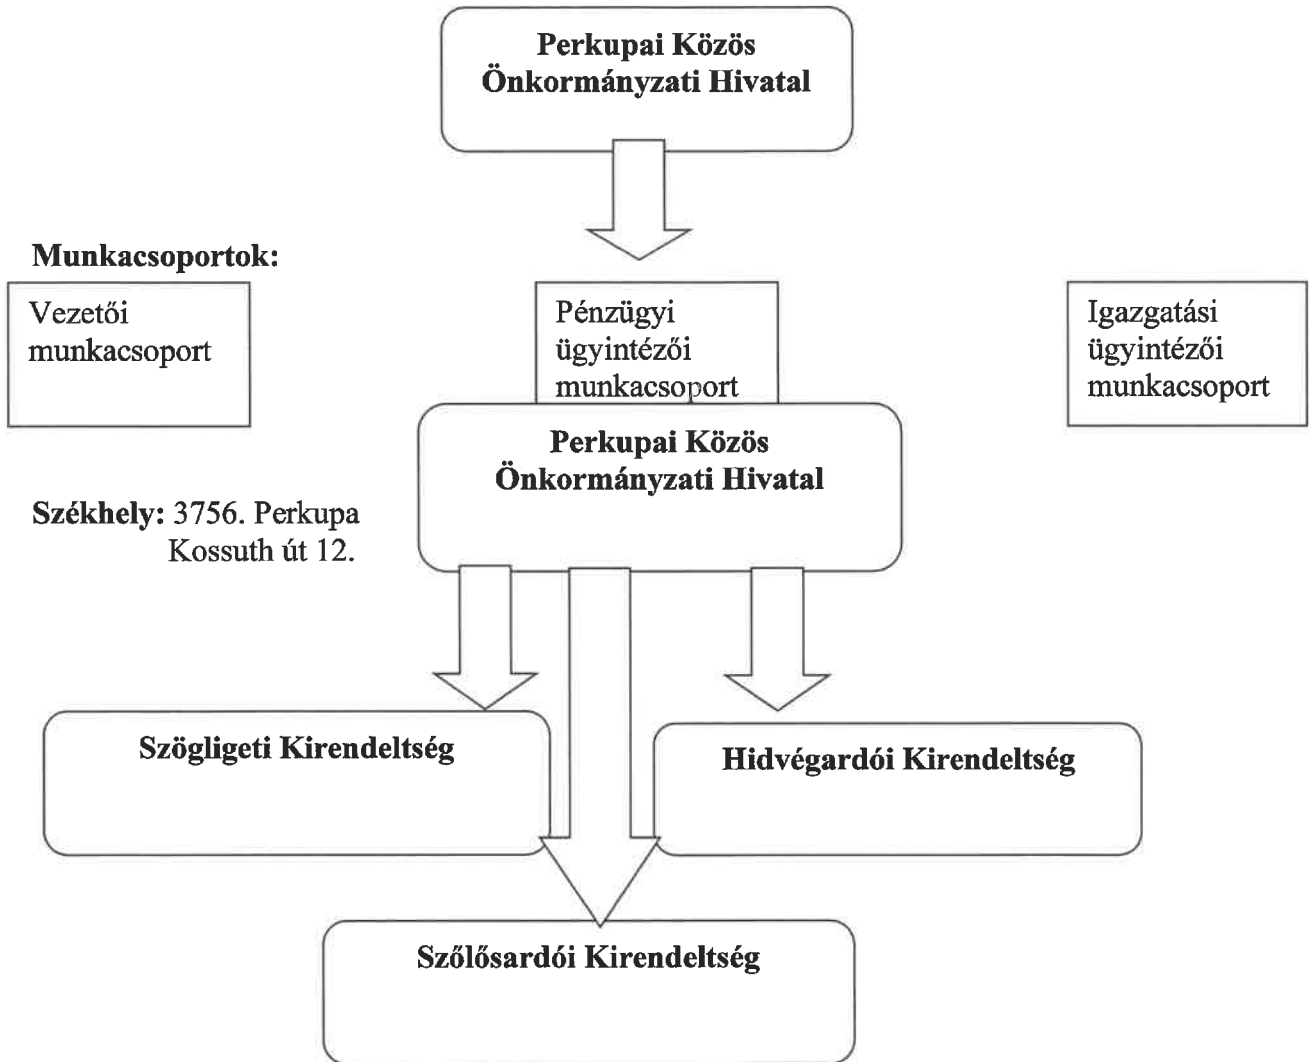 Perkupai Közös
Önkormányzati Hivatal
Munkacsoportok:
Vezetői
munkacsoport
Pénzügyi
ügyintézői
munkacsoport
Igazgatási
ügyintézői
munkacsoport
Perkupai Közös
Önkormányzati Hivatal
Székhely: 3756. Perkupa
Kossuth út 12.
Szögligeti Kirendeltség
Hidvégardói Kirendeltség
Szőlősardói Kirendeltség